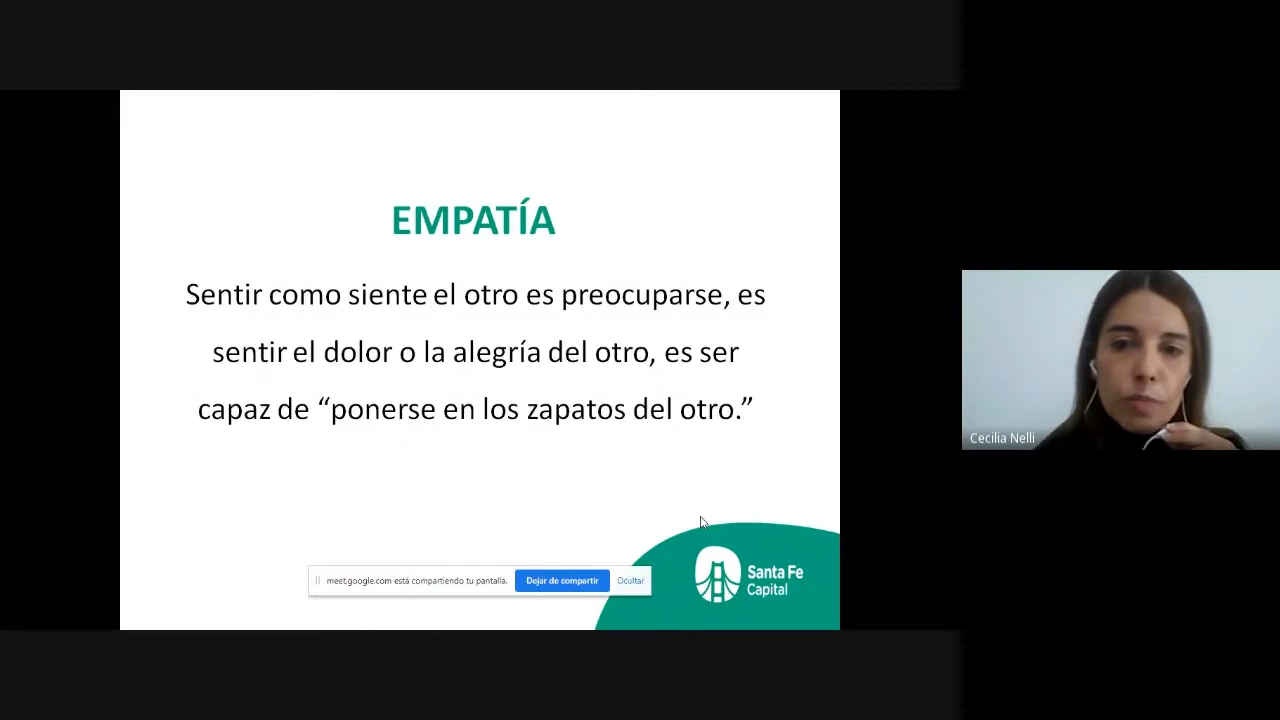 EMPATÍA
Sentir como siente el otro es preocuparse, es
sentir el dolor o la alegría del otro, es ser
capaz de “ponerse en los zapatos del otro.”
Cecilia Nelli
meet.google.com está compartiendo tu pantalla.
Dejar de compartir
Ocultar
Santa Fe
Capital